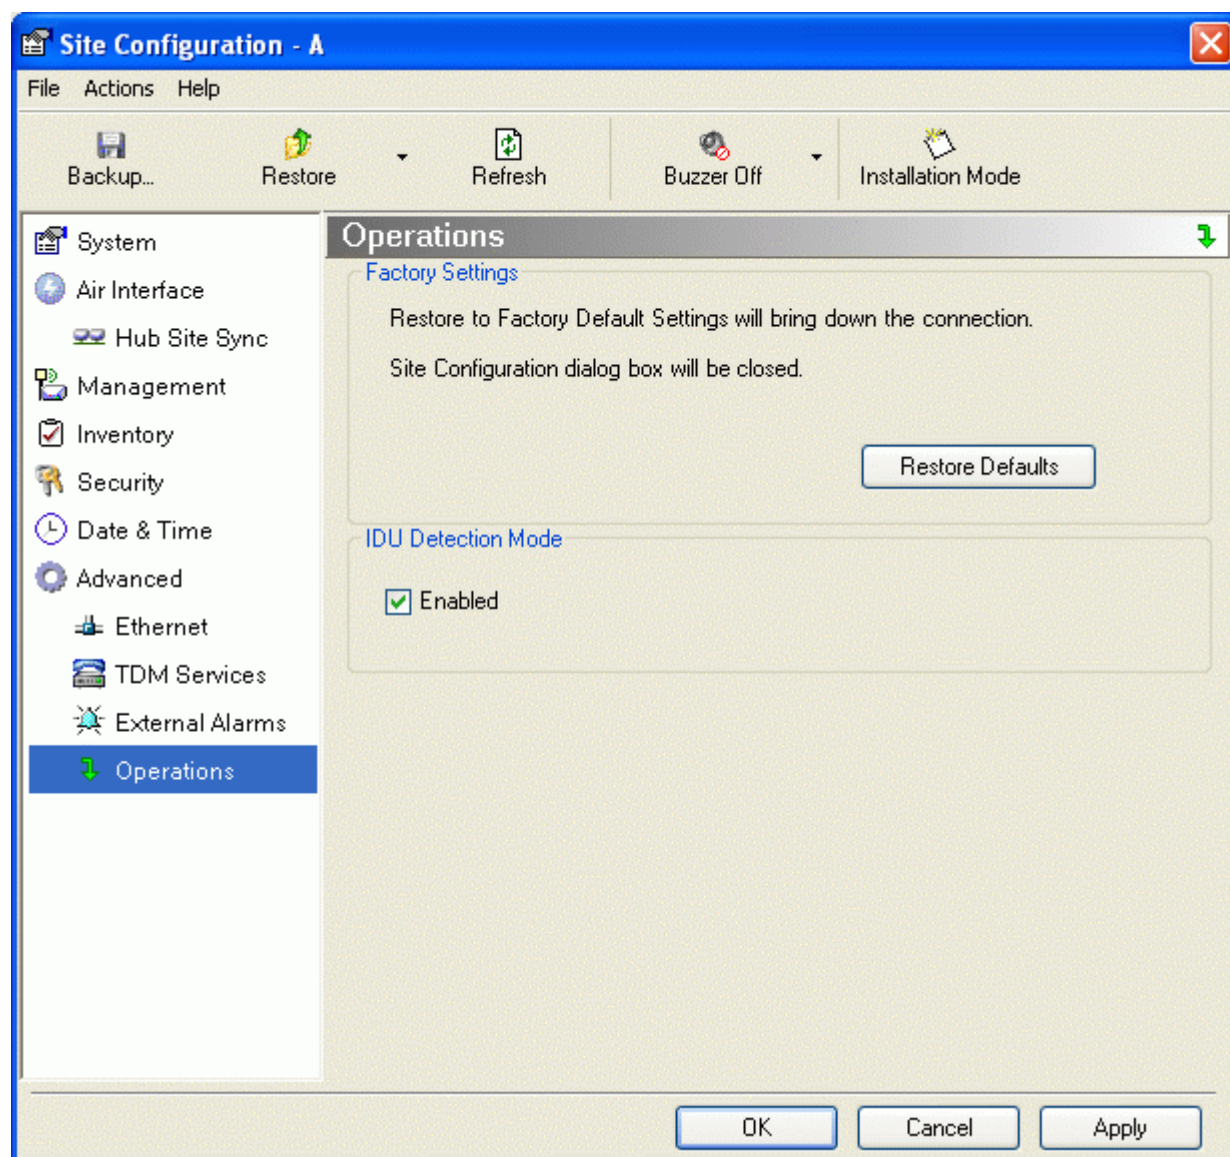 Site Configuration - A
File Actions Help
Backup... Restore Refresh Buzzer Off Installation Mode
System
Air Interface
Hub Site Sync
Management
Inventory
Security
Date & Time
Advanced
Ethernet
TDM Services
External Alarms
Operations
Operations
Factory Settings
Restore to Factory Default Settings will bring down the connection.
Site Configuration dialog box will be closed.
Restore Defaults
IDU Detection Mode
Enabled
OK Cancel Apply